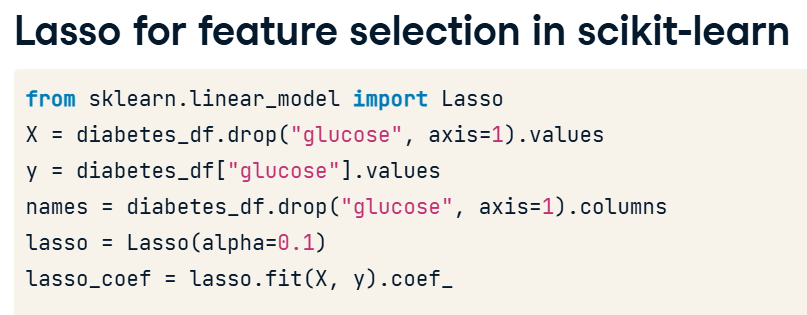 Lasso for feature selection in scikit-learn
from sklearn.linear_model import Lasso
X = diabetes_df.drop("glucose", axis=1).values
y = diabetes_df["glucose"].values
names = diabetes_df.drop("glucose", axis=1).columns
lasso = Lasso(alpha=0.1)
lasso_coef = lasso.fit(X, y).coef_